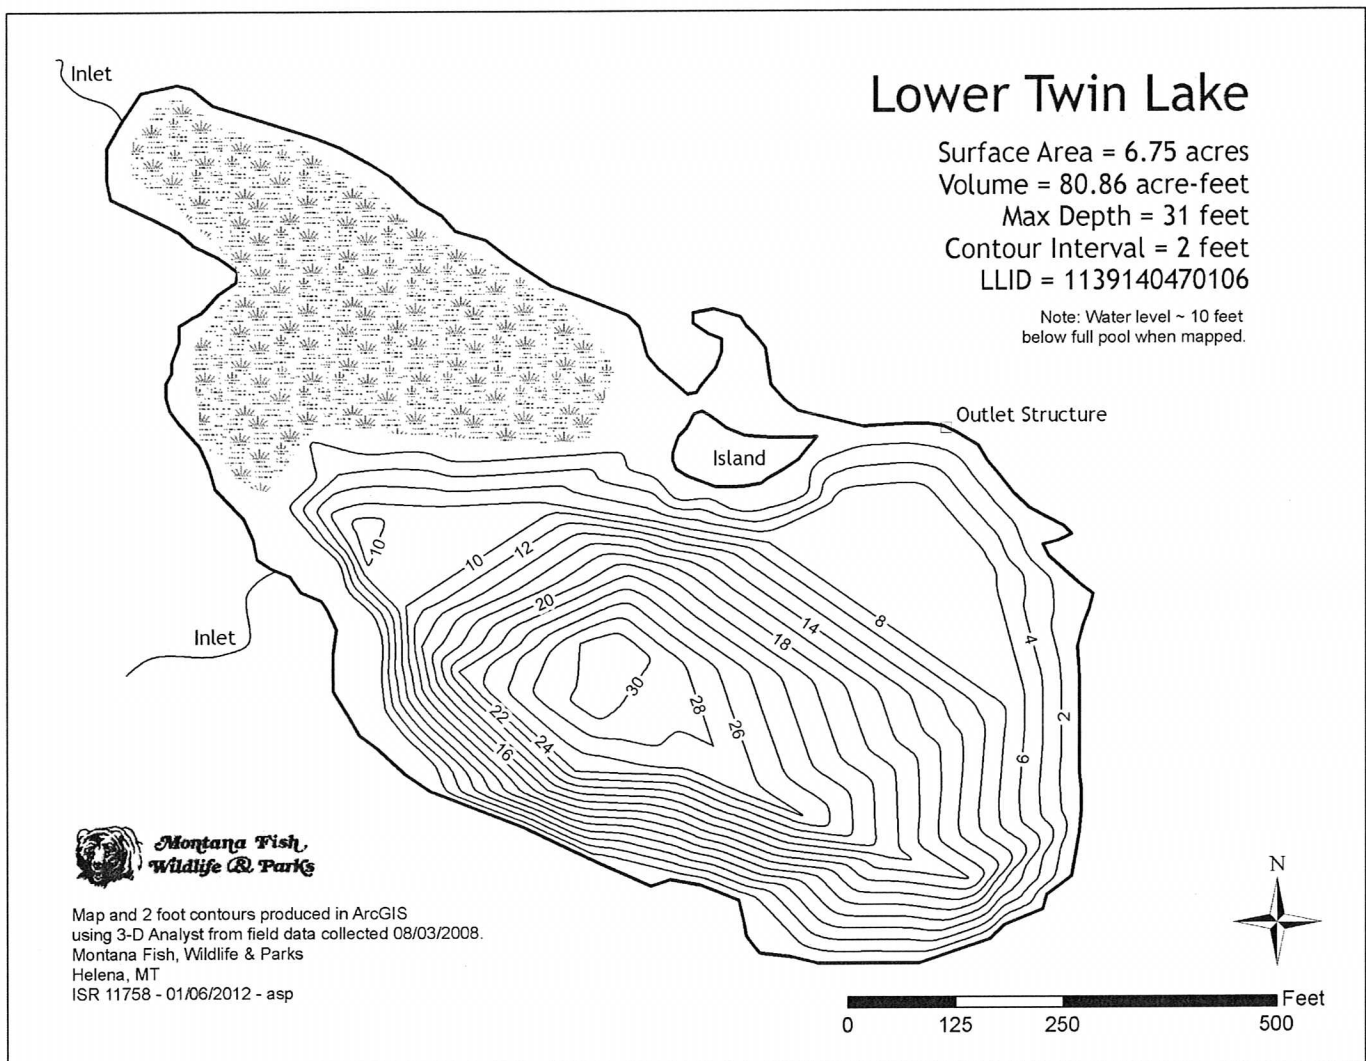 Inlet
Lower Twin Lake
Surface Area = 6.75 acres
Volume = 80.86 acre-feet
Max Depth = 31 feet
Contour Interval = 2 feet
LLID = 1139140470106
Note: Water level ~ 10 feet
below full pool when mapped.
Outlet Structure
Island
10
10
12
20
8
14
18
4
Inlet
30
28
26
22
24
16
2
6
Montana Fish,
Wildlife & Parks
N
Map and 2 foot contours produced in ArcGIS
using 3-D Analyst from field data collected 08/03/2008.
Montana Fish, Wildlife & Parks
Helena, MT
ISR 11758 - 01/06/2012 - asp
Feet
0 125 250 500